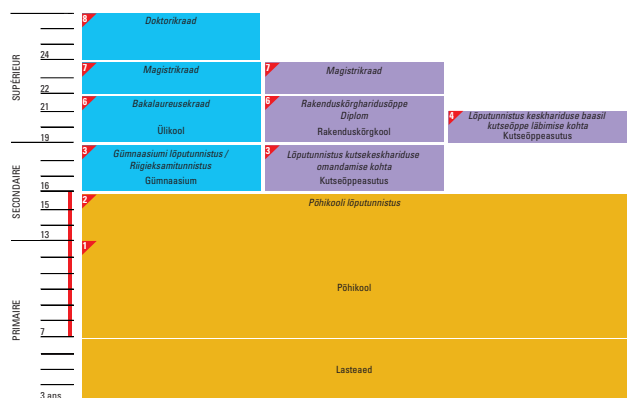 SUPÉRIEUR
SECONDAIRE
PRIMAIRE
24
22
21
19
16
15
13
7
3 ans
8
Doktorikraad
7
Magistrikraad
7
Magistrikraad
6
Bakalaureusekraad
Ülikool
6
Rakenduskõrgharidusõppe
Diplom
Rakenduskõrgkool
4
Lõputunnistus keskhariduse baasil
kutseõppe läbimise kohta
Kutseõppeasutus
3
Gümnaasiumi lõputunnistus /
Riigieksamitunnistus
Gümnaasium
3
Lõputunnistus kutsekeskhariduse
omandamise kohta
Kutseõppeasutus
2
Põhikooli lõputunnistus
1
Põhikool
Lasteaed